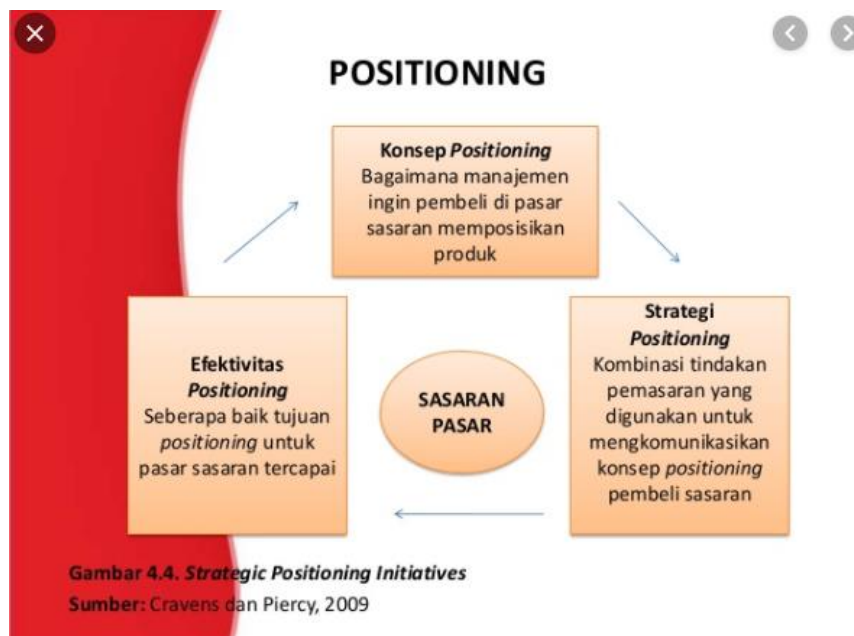 POSITIONING
Konsep Positioning
Bagaimana manajemen
ingin pembeli di pasar
sasaran memposisikan
produk
Strategi
Positioning
Kombinasi tindakan
pemasaran yang
digunakan untuk
mengkomunikasikan
konsep positioning
pembeli sasaran
Efektivitas
Positioning
Seberapa baik tujuan
positioning untuk
pasar sasaran tercapai
SASARAN
PASAR
Gambar 4.4. Strategic Positioning Initiatives
Sumber: Cravens dan Piercy, 2009